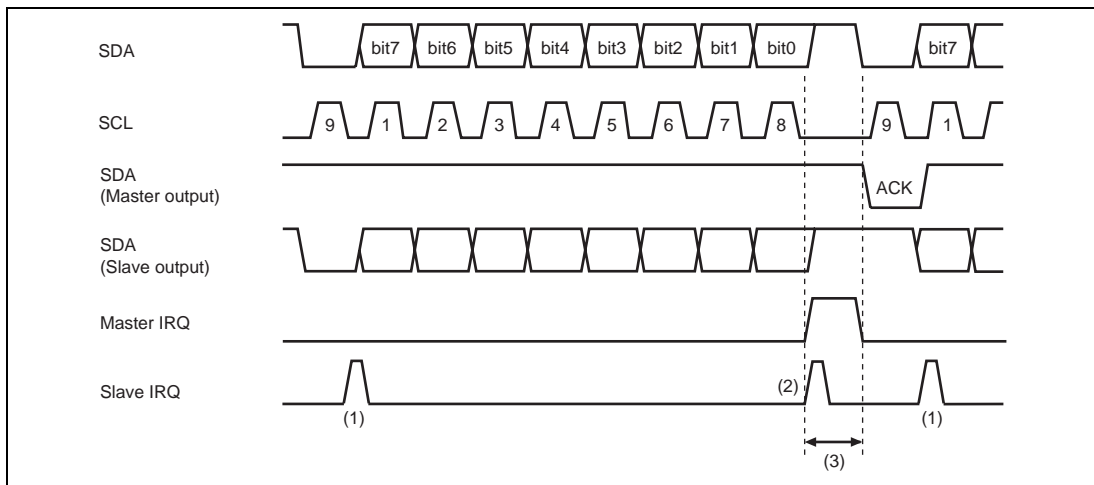 SDA bit7 bit6 bit5 bit4 bit3 bit2 bit1 bit0 bit7
SCL 9 1 2 3 4 5 6 7 8 9 1
SDA
(Master output) ACK
SDA
(Slave output)
Master IRQ
Slave IRQ (2)
(1) (1)
(3)